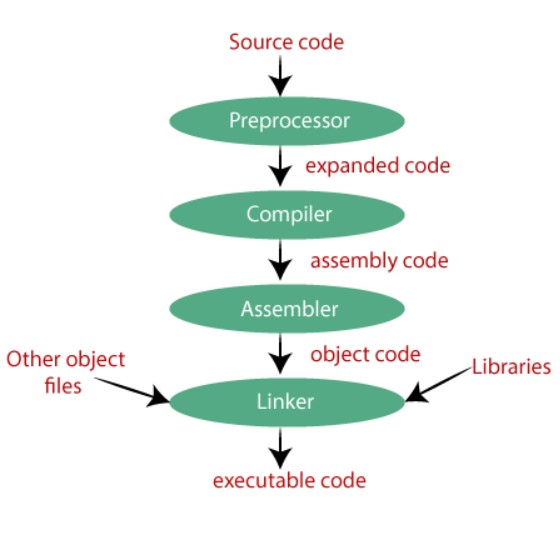 Source code
Preprocessor
expanded code
Compiler
assembly code
Assembler
object code
Other object
files
Libraries
Linker
executable code